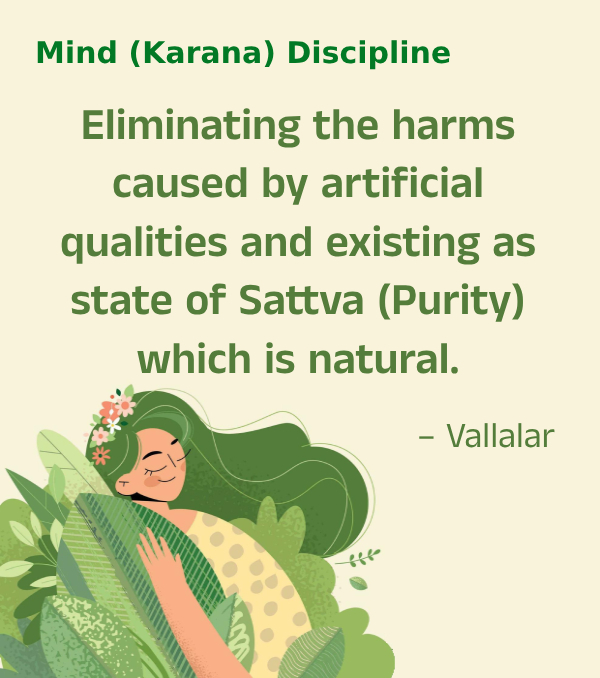 Mind (Karana) Discipline
Eliminating the harms
caused by artificial
qualities and existing as
state of Sattva (Purity)
which is natural.
– Vallalar